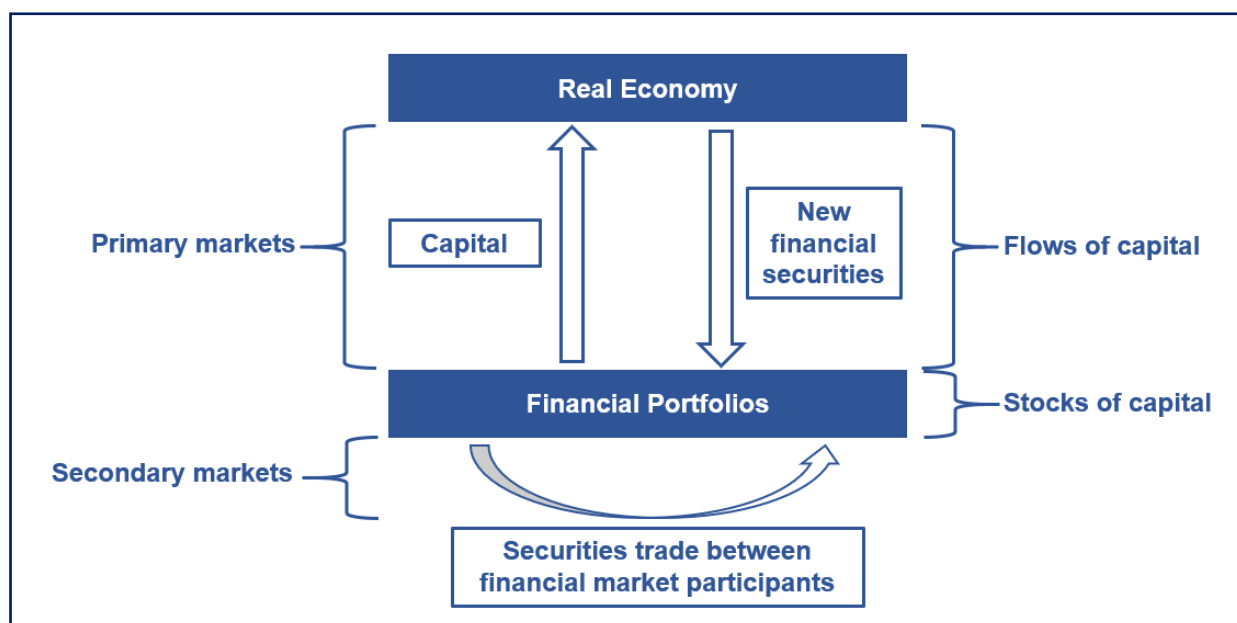 Real Economy
Primary markets
Capital
New
financial
securities
Flows of capital
Financial Portfolios
Stocks of capital
Secondary markets
Securities trade between
financial market participants